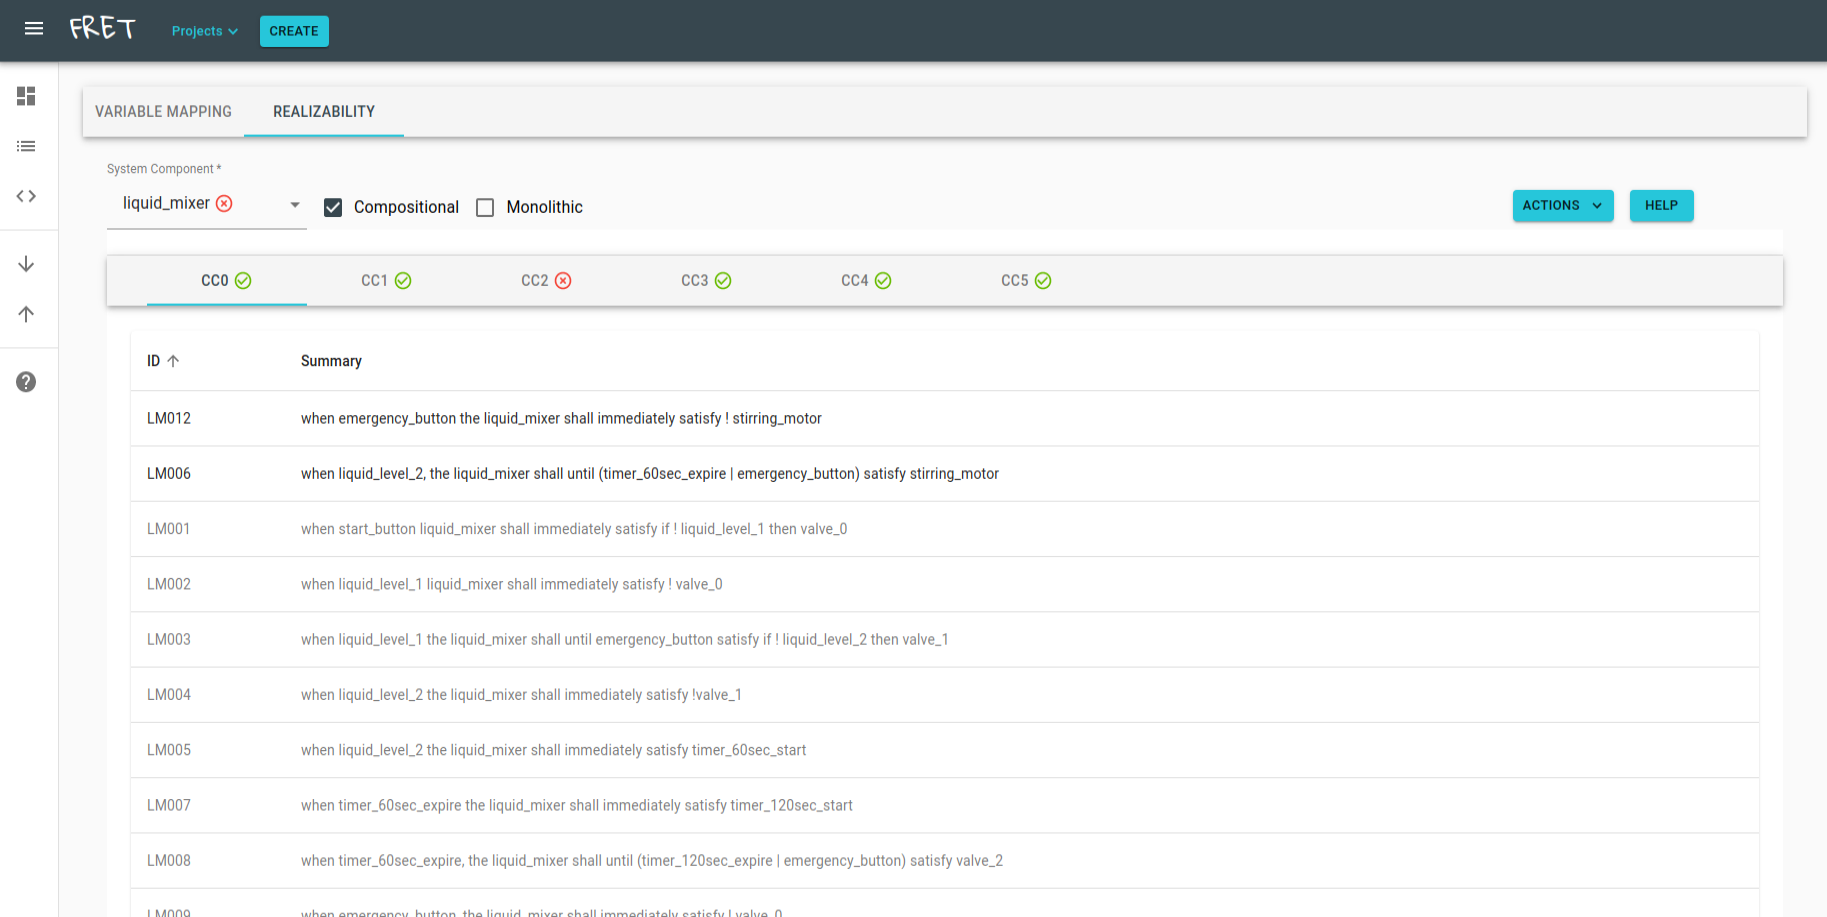 FRET Projects CREATE
VARIABLE MAPPING REALIZABILITY
System Component *
liquid_mixer Compositional Monolithic ACTIONS HELP
CC0 CC1 CC2 CC3 CC4 CC5
ID Summary
LM012 when emergency_button the liquid_mixer shall immediately satisfy ! stirring_motor
LM006 when liquid_level_2, the liquid_mixer shall until (timer_60sec_expire | emergency_button) satisfy stirring_motor
LM001 when start_button liquid_mixer shall immediately satisfy if ! liquid_level_1 then valve_0
LM002 when liquid_level_1 liquid_mixer shall immediately satisfy ! valve_0
LM003 when liquid_level_1 the liquid_mixer shall until emergency_button satisfy if ! liquid_level_2 then valve_1
LM004 when liquid_level_2 the liquid_mixer shall immediately satisfy !valve_1
LM005 when liquid_level_2 the liquid_mixer shall immediately satisfy timer_60sec_start
LM007 when timer_60sec_expire the liquid_mixer shall immediately satisfy timer_120sec_start
LM008 when timer_60sec_expire, the liquid_mixer shall until (timer_120sec_expire | emergency_button) satisfy valve_2
LM009 when emergency_button, the liquid_mixer shall immediately satisfy ! valve_0